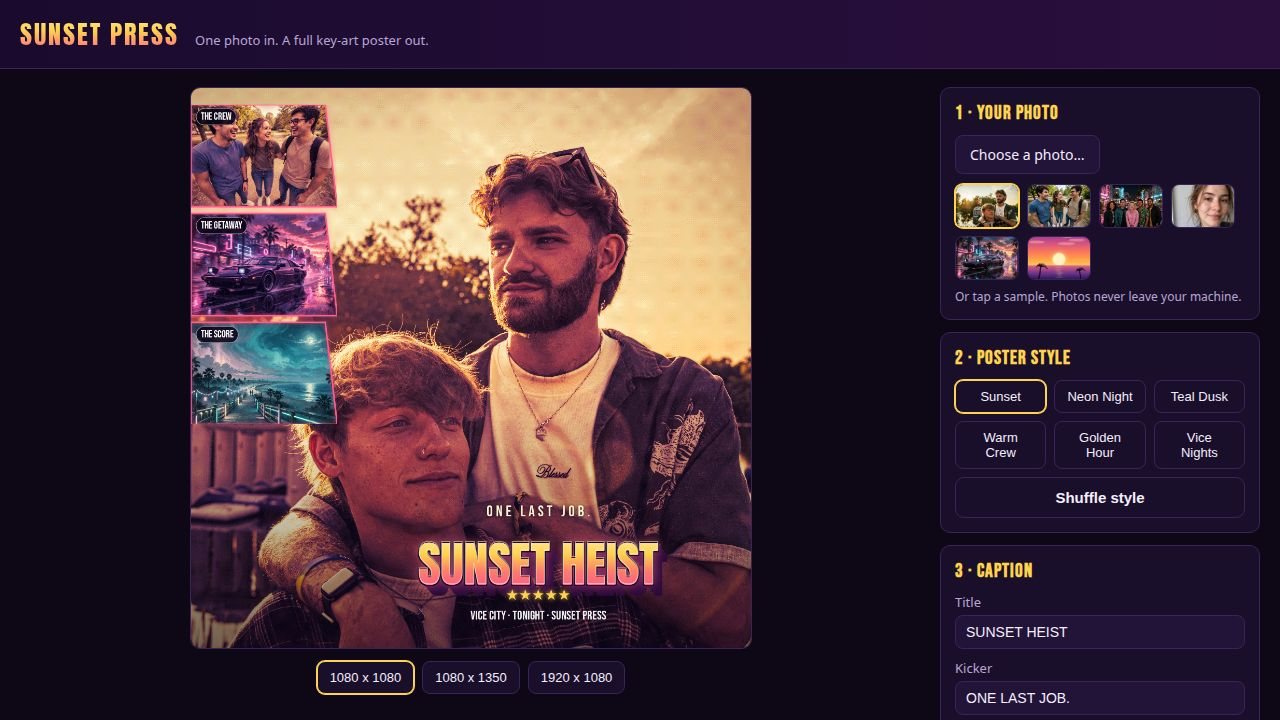 SUNSET PRESS
One photo in. A full key-art poster out.
THE CREW
THE GETAWAY
THE SCORE
Blessed
ONE LAST JOB.
SUNSET HEIST
★★★★★
VICE CITY · TONIGHT · SUNSET PRESS
1080 x 1080
1080 x 1350
1920 x 1080
1 · YOUR PHOTO
Choose a photo...
Or tap a sample. Photos never leave your machine.
2 · POSTER STYLE
Sunset
Neon Night
Teal Dusk
Warm
Crew
Golden
Hour
Vice
Nights
Shuffle style
3 · CAPTION
Title
SUNSET HEIST
Kicker
ONE LAST JOB.